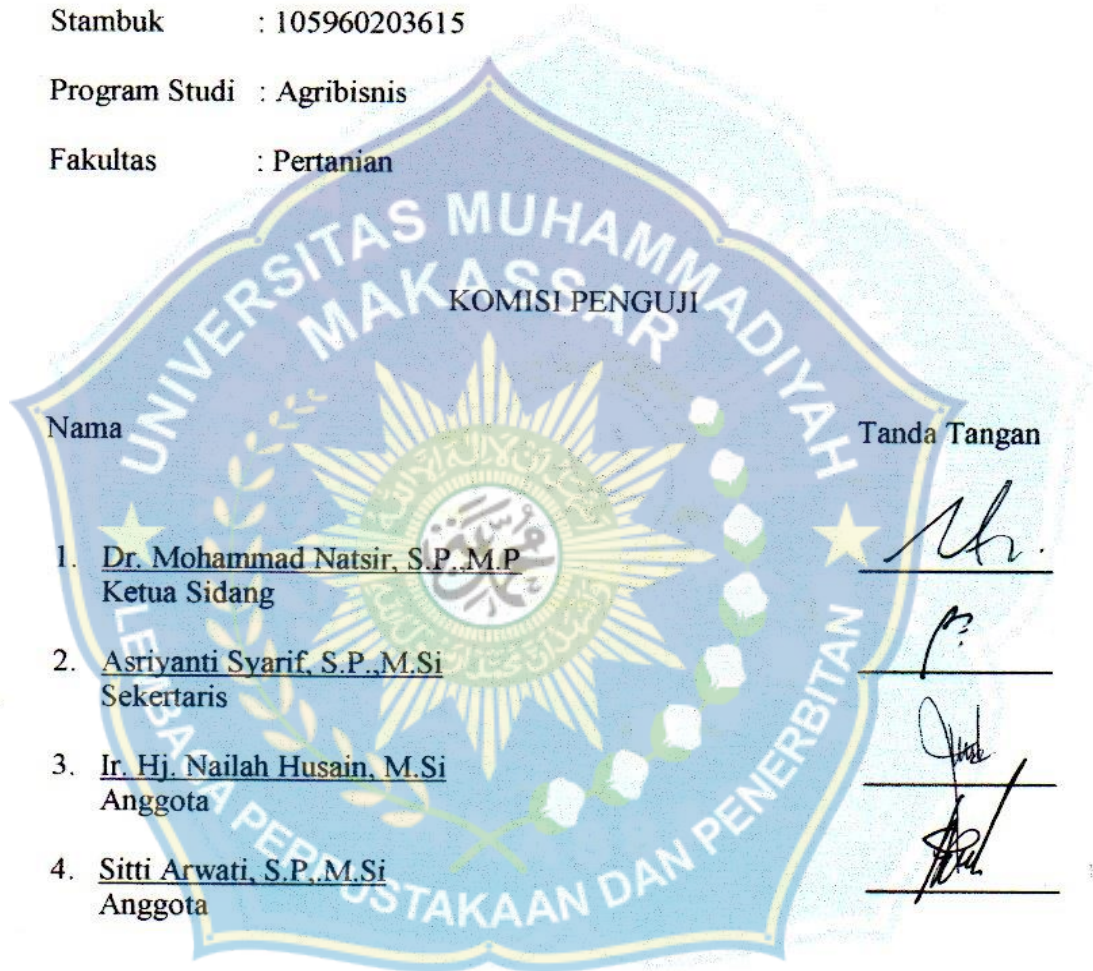 Stambuk : 105960203615
Program Studi : Agribisnis
Fakultas : Pertanian
UNIVERSITAS MUHAMMADIYAH
MAKASSAR
KOMISI PENGUJI
Nama Tanda Tangan
1. Dr. Mohammad Natsir, S.P.,M.P
Ketua Sidang
2. Asriyanti Syarif, S.P.,M.Si
Sekertaris
3. Ir. Hj. Nailah Husain, M.Si
Anggota
4. Sitti Arwati, S.P,.M.Si
Anggota
LEMBAGA PERPUSTAKAAN DAN PENERBITAN